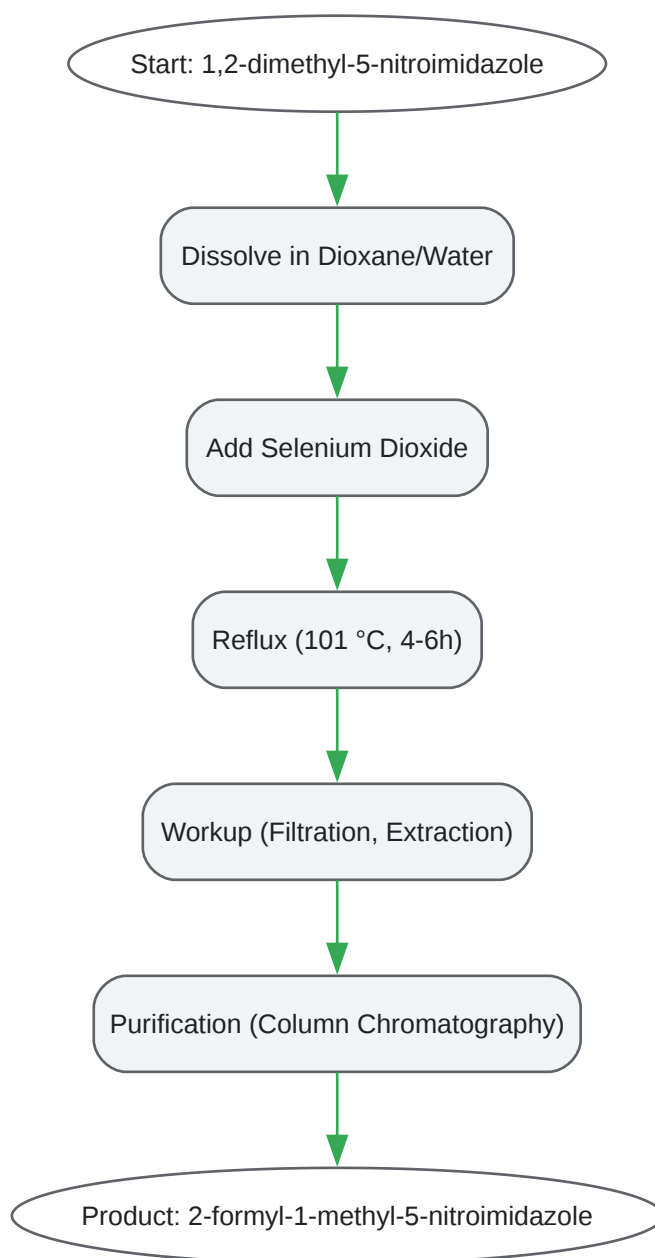 Start: 1,2-dimethyl-5-nitroimidazole
Dissolve in Dioxane/Water
Add Selenium Dioxide
Reflux (101 °C, 4-6h)
Workup (Filtration, Extraction)
Purification (Column Chromatography)
Product: 2-formyl-1-methyl-5-nitroimidazole